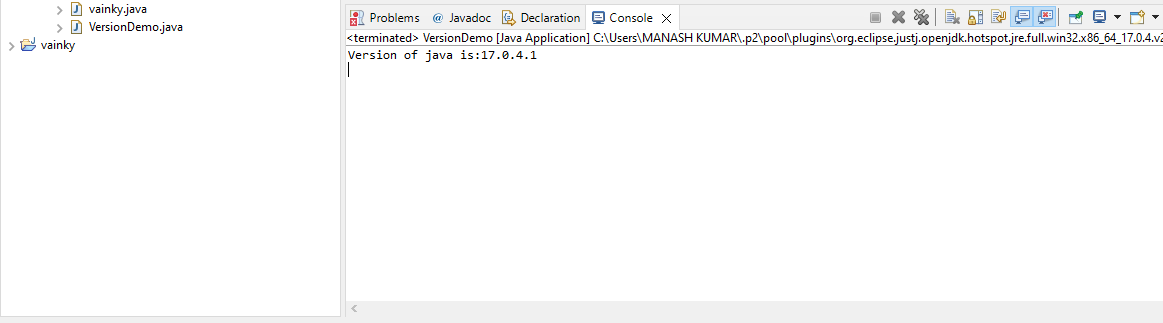 vainky.java
VersionDemo.java
vainky
Problems @ Javadoc Declaration Console
<terminated> VersionDemo [Java Application] C:\Users\MANASH KUMAR\.p2\pool\plugins\org.eclipse.justj.openjdk.hotspot.jre.full.win32.x86_64_17.0.4.v2
Version of java is:17.0.4.1